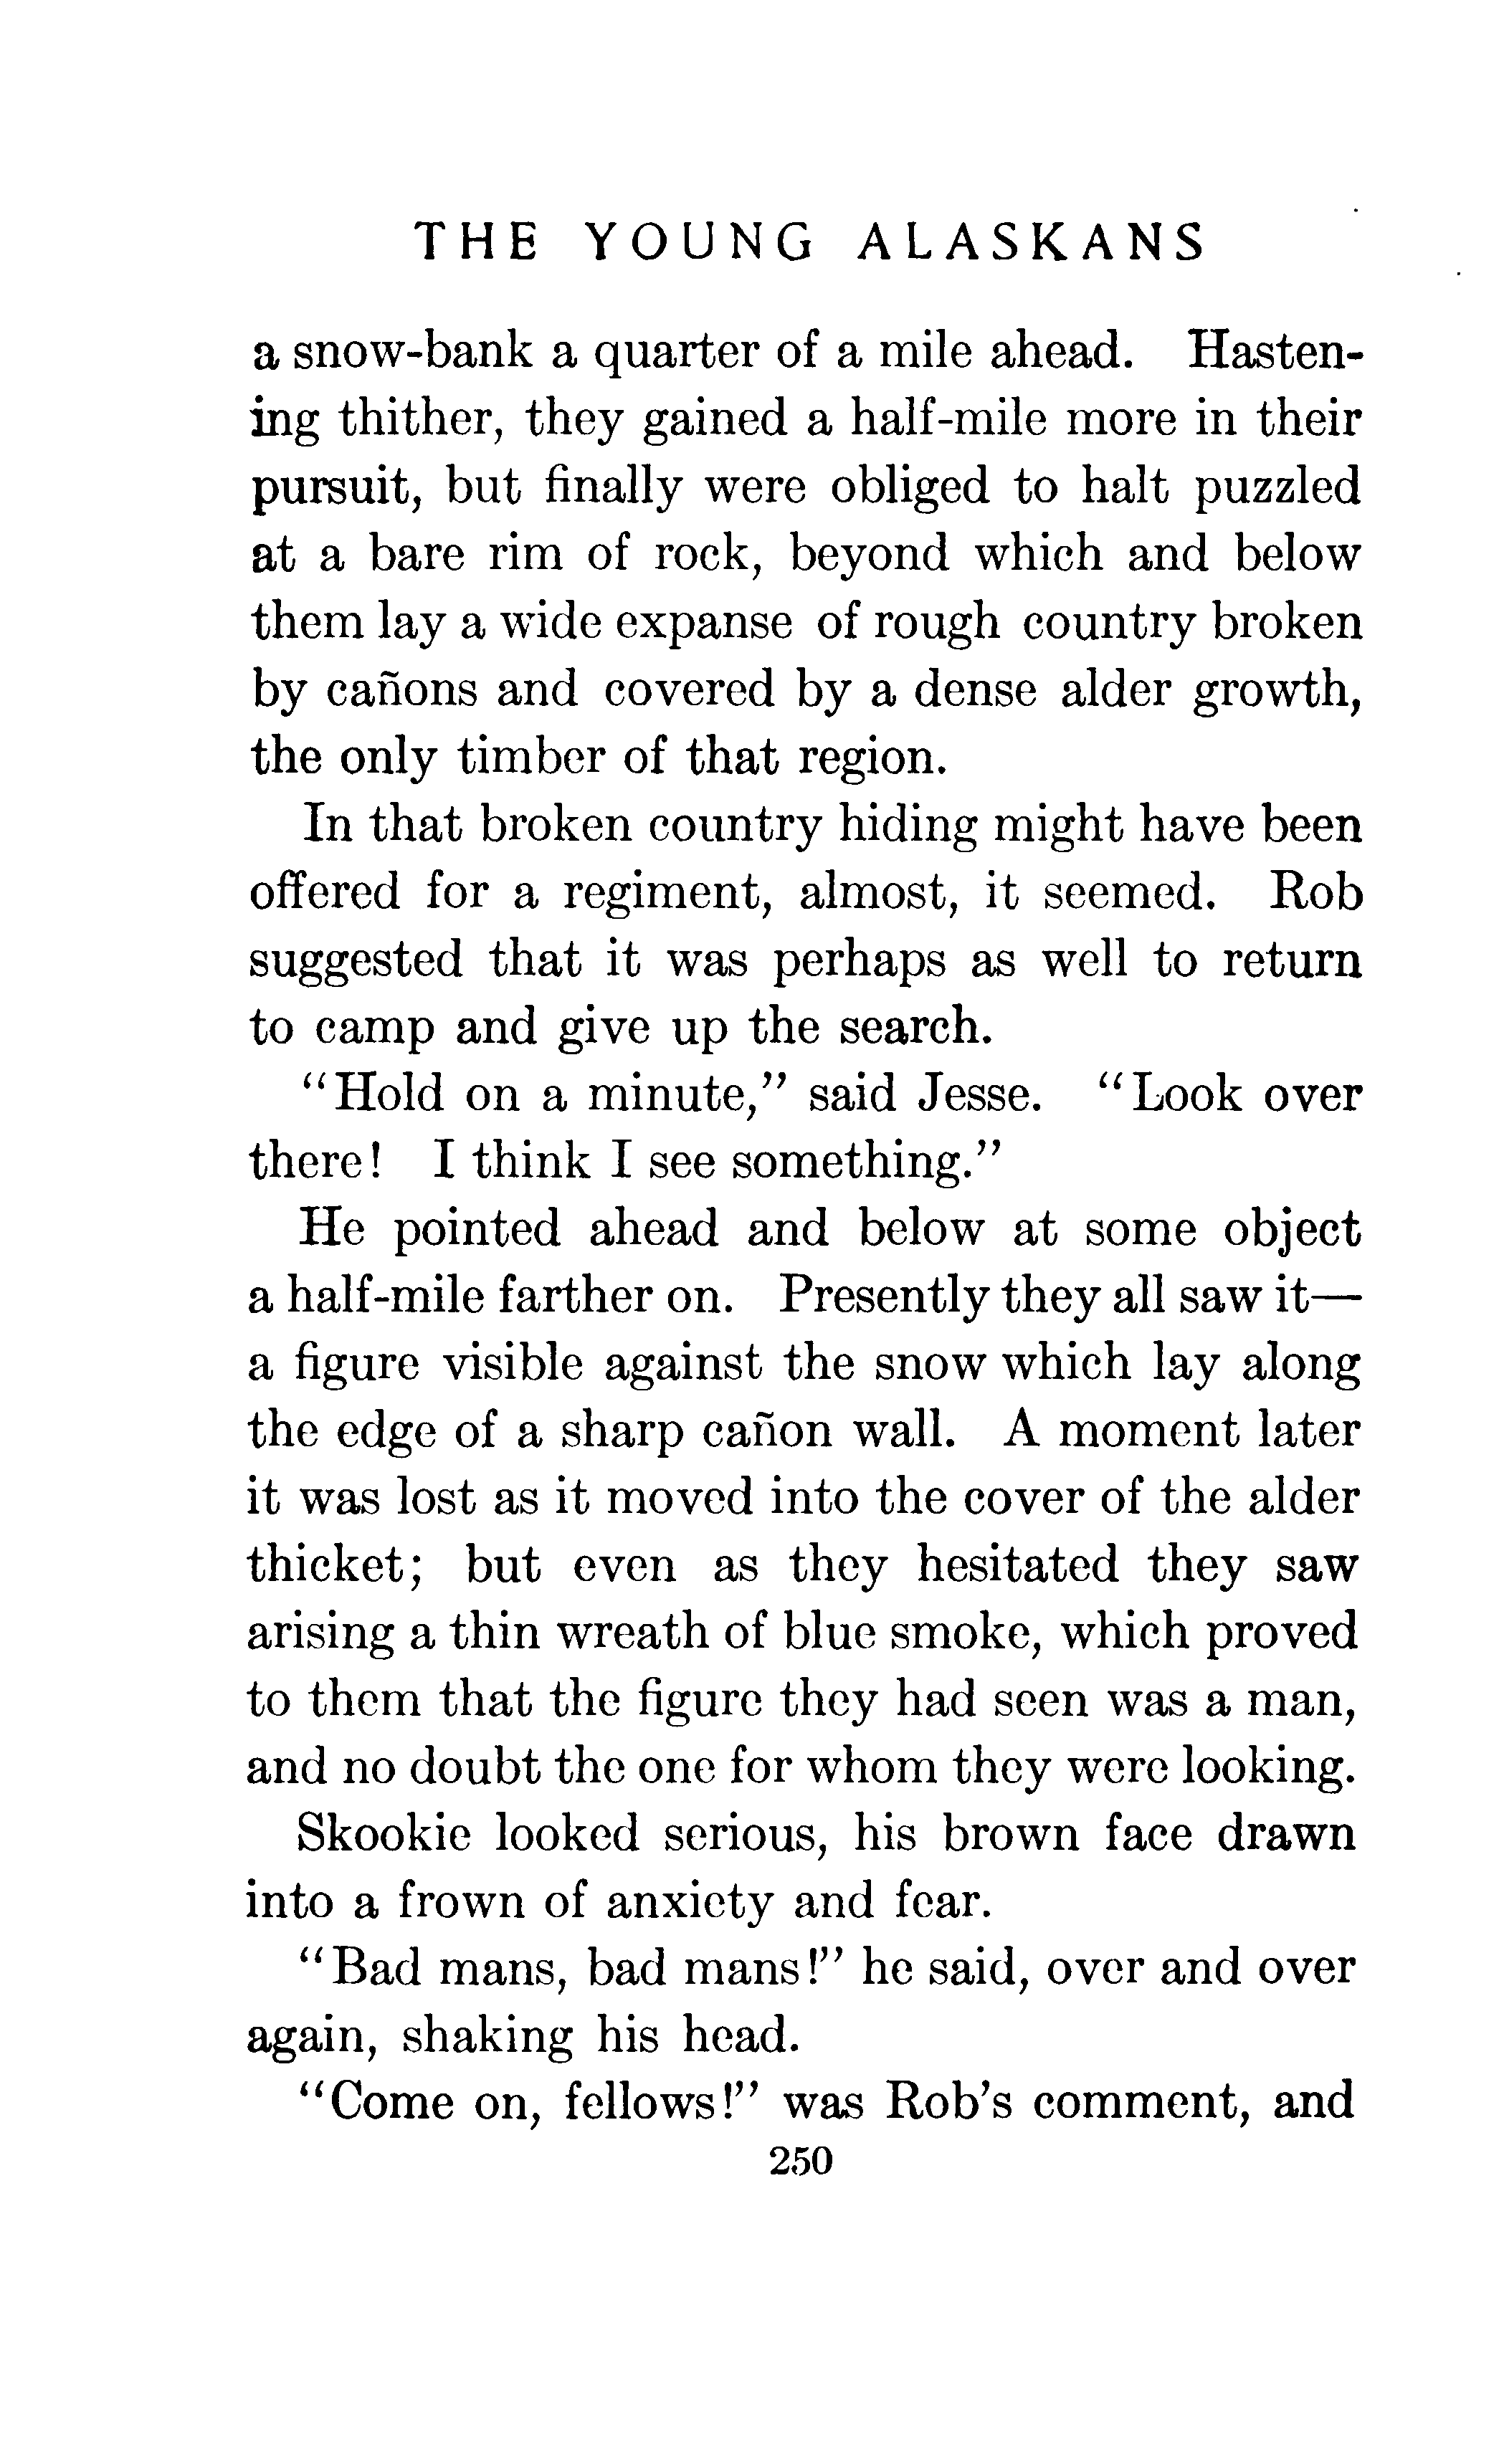 THE YOUNG ALASKANS
a snow-bank a quarter of a mile ahead. Hasten-
ing thither, they gained a half-mile more in their
pursuit, but finally were obliged to halt puzzled
at a bare rim of rock, beyond which and below
them lay a wide expanse of rough country broken
by cañons and covered by a dense alder growth,
the only timber of that region.
In that broken country hiding might have been
offered for a regiment, almost, it seemed. Rob
suggested that it was perhaps as well to return
to camp and give up the search.
“Hold on a minute,” said Jesse. “Look over
there! I think I see something.”
He pointed ahead and below at some object
a half-mile farther on. Presently they all saw it—
a figure visible against the snow which lay along
the edge of a sharp cañon wall. A moment later
it was lost as it moved into the cover of the alder
thicket; but even as they hesitated they saw
arising a thin wreath of blue smoke, which proved
to them that the figure they had seen was a man,
and no doubt the one for whom they were looking.
Skookie looked serious, his brown face drawn
into a frown of anxiety and fear.
“Bad mans, bad mans!” he said, over and over
again, shaking his head.
“Come on, fellows!” was Rob’s comment, and
250